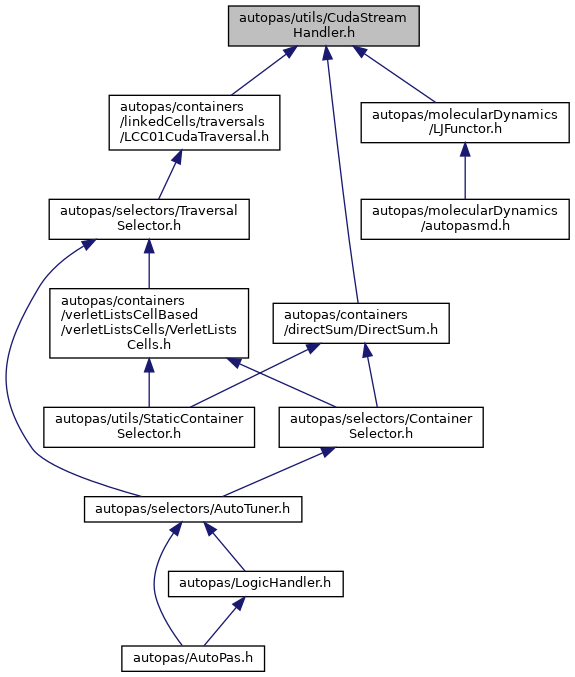 autopas/utils/CudaStream
Handler.h
autopas/containers
/linkedCells/traversals
/LCC01CudaTraversal.h
autopas/molecularDynamics
/LJFunctor.h
autopas/selectors/Traversal
Selector.h
autopas/molecularDynamics
/autopasmd.h
autopas/containers
/verletListsCellBased
/verletListsCells/VerletLists
Cells.h
autopas/containers
/directSum/DirectSum.h
autopas/utils/StaticContainer
Selector.h
autopas/selectors/Container
Selector.h
autopas/selectors/AutoTuner.h
autopas/LogicHandler.h
autopas/AutoPas.h